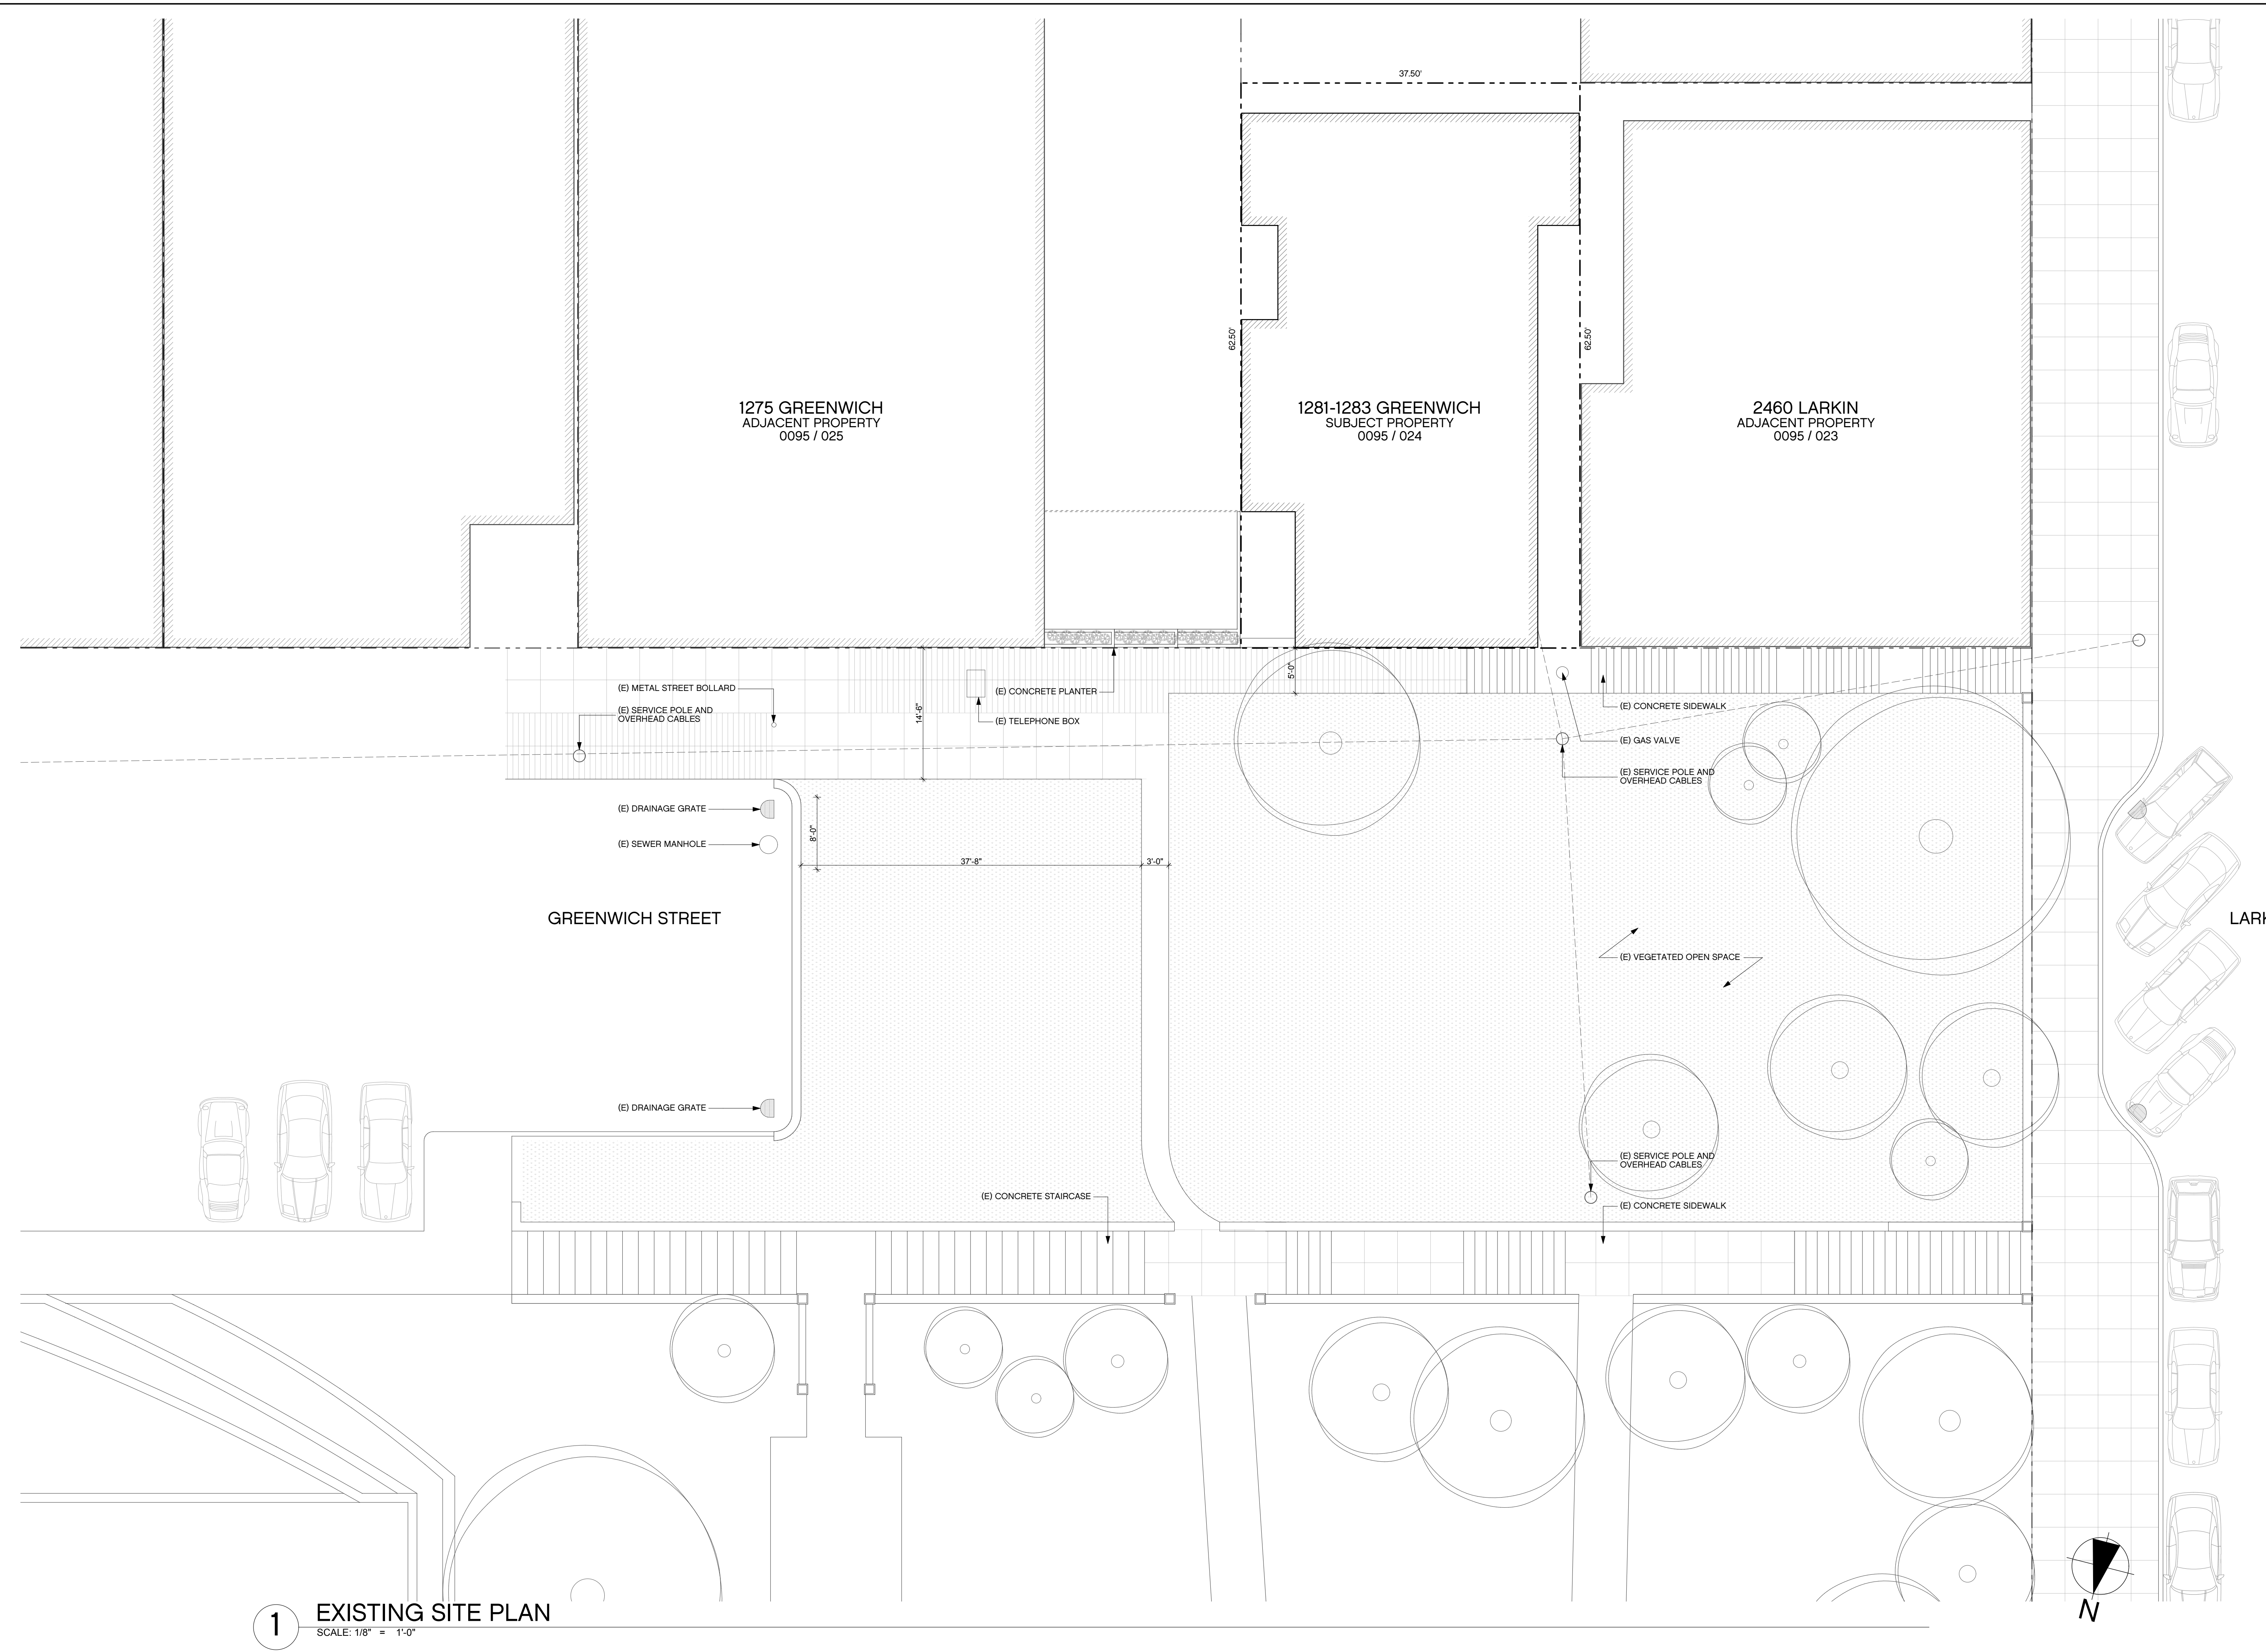 37.50'
62.50'
62.50'
1275 GREENWICH
ADJACENT PROPERTY
0095 / 025
1281-1283 GREENWICH
SUBJECT PROPERTY
0095 / 024
2460 LARKIN
ADJACENT PROPERTY
0095 / 023
(E) METAL STREET BOLLARD
(E) SERVICE POLE AND
OVERHEAD CABLES
14'-6"
(E) CONCRETE PLANTER
(E) TELEPHONE BOX
5'-0"
(E) CONCRETE SIDEWALK
(E) GAS VALVE
(E) SERVICE POLE AND
OVERHEAD CABLES
(E) DRAINAGE GRATE
(E) SEWER MANHOLE
8'-0"
37'-8"
3'-0"
GREENWICH STREET
LARK
(E) VEGETATED OPEN SPACE
(E) DRAINAGE GRATE
(E) SERVICE POLE AND
OVERHEAD CABLES
(E) CONCRETE STAIRCASE
(E) CONCRETE SIDEWALK
N
1
EXISTING SITE PLAN
SCALE: 1/8" = 1'-0"